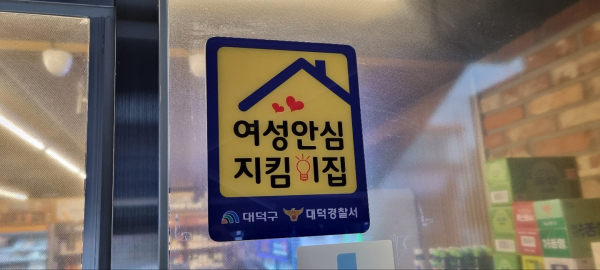 여성안심
지킴이집
대덕구 대덕경찰서